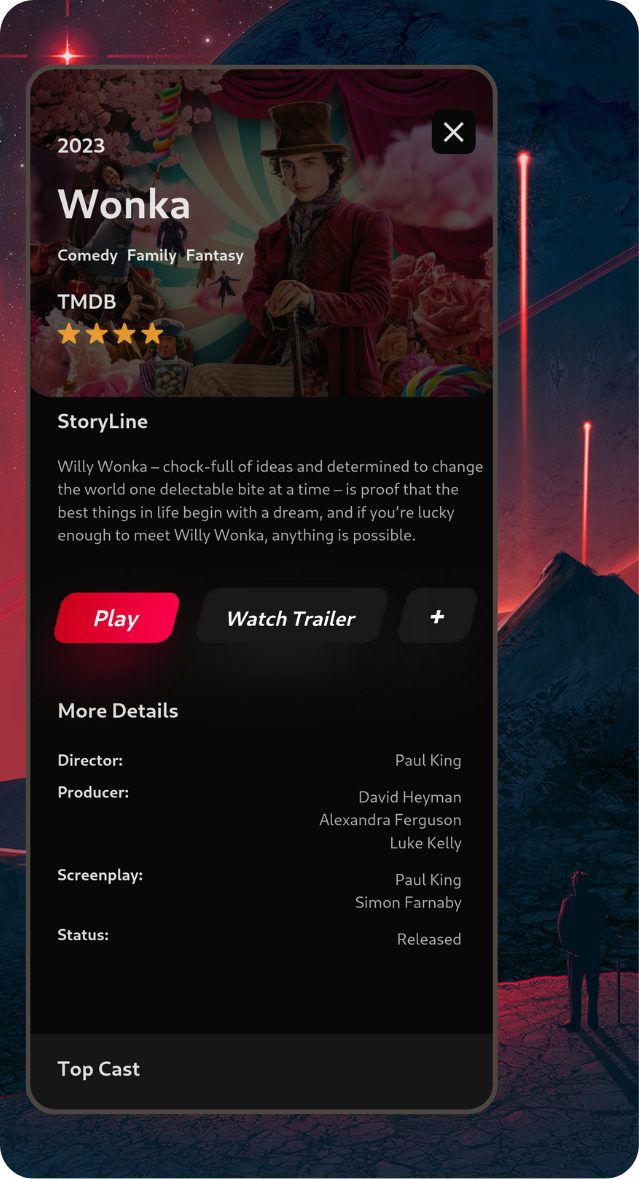 2023
Wonka
Comedy Family Fantasy
TMDB
StoryLine
Willy Wonka – chock-full of ideas and determined to change
the world one delectable bite at a time – is proof that the
best things in life begin with a dream, and if you’re lucky
enough to meet Willy Wonka, anything is possible.
Play Watch Trailer +
More Details
Director: Paul King
Producer: David Heyman
Alexandra Ferguson
Luke Kelly
Screenplay: Paul King
Simon Farnaby
Status: Released
Top Cast